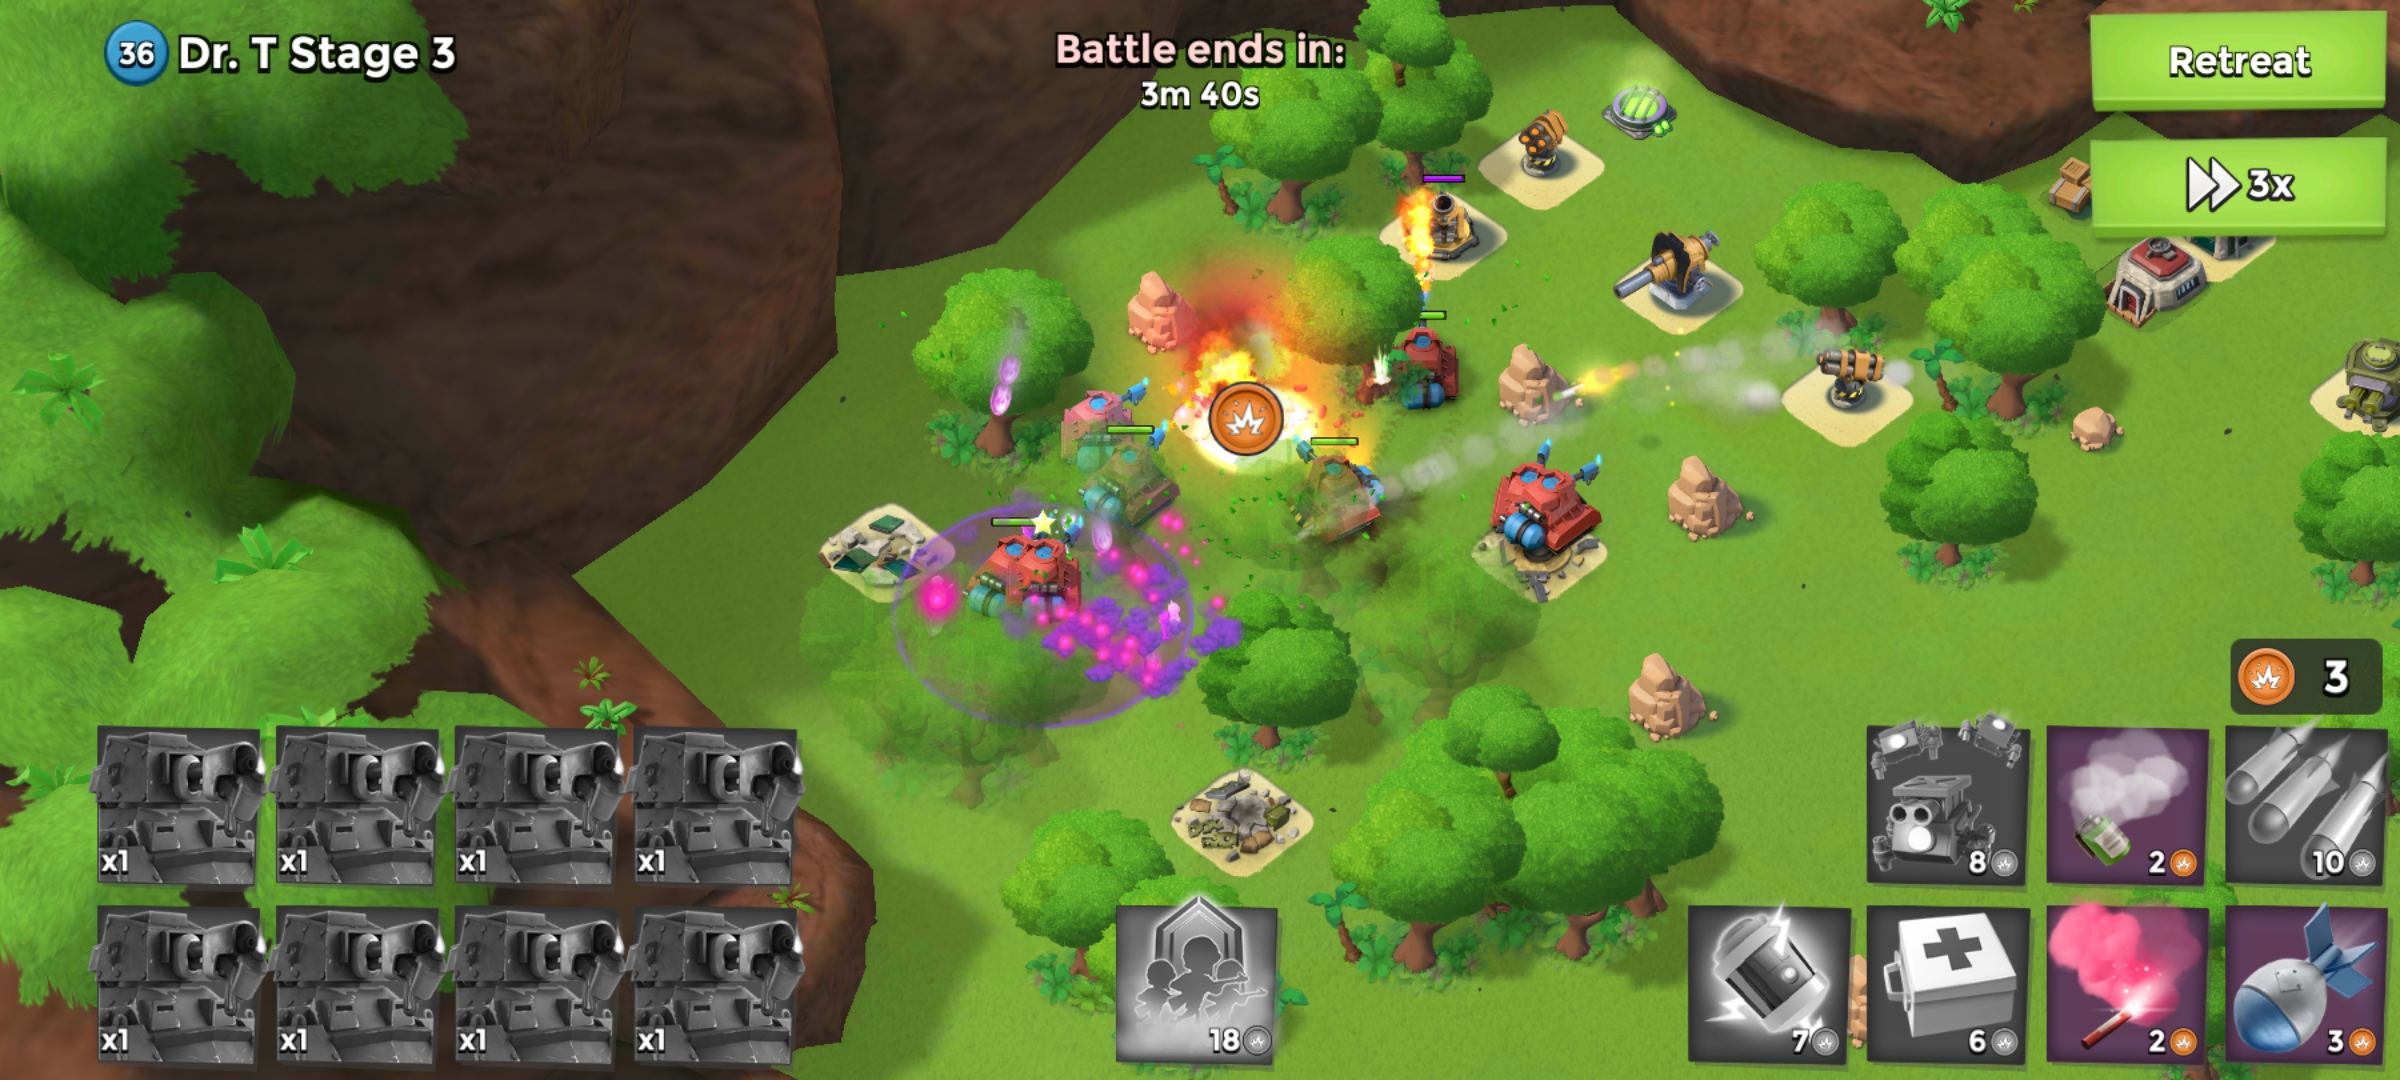 36 Dr. T Stage 3
Battle ends in:
3m 40s
Retreat
3x
3
x1
x1
x1
x1
8
2
10
x1
x1
x1
x1
18
7
6
2
3